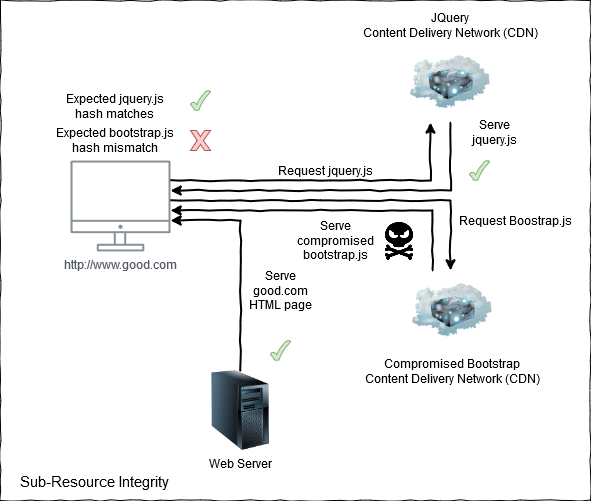 JQuery
Content Delivery Network (CDN)
Expected jquery.js
hash matches
Expected bootstrap.js
hash mismatch
Serve
jquery.js
Request jquery.js
Request Boostrap.js
Serve
compromised
bootstrap.js
http://www.good.com
Serve
good.com
HTML page
Compromised Bootstrap
Content Delivery Network (CDN)
Web Server
Sub-Resource Integrity